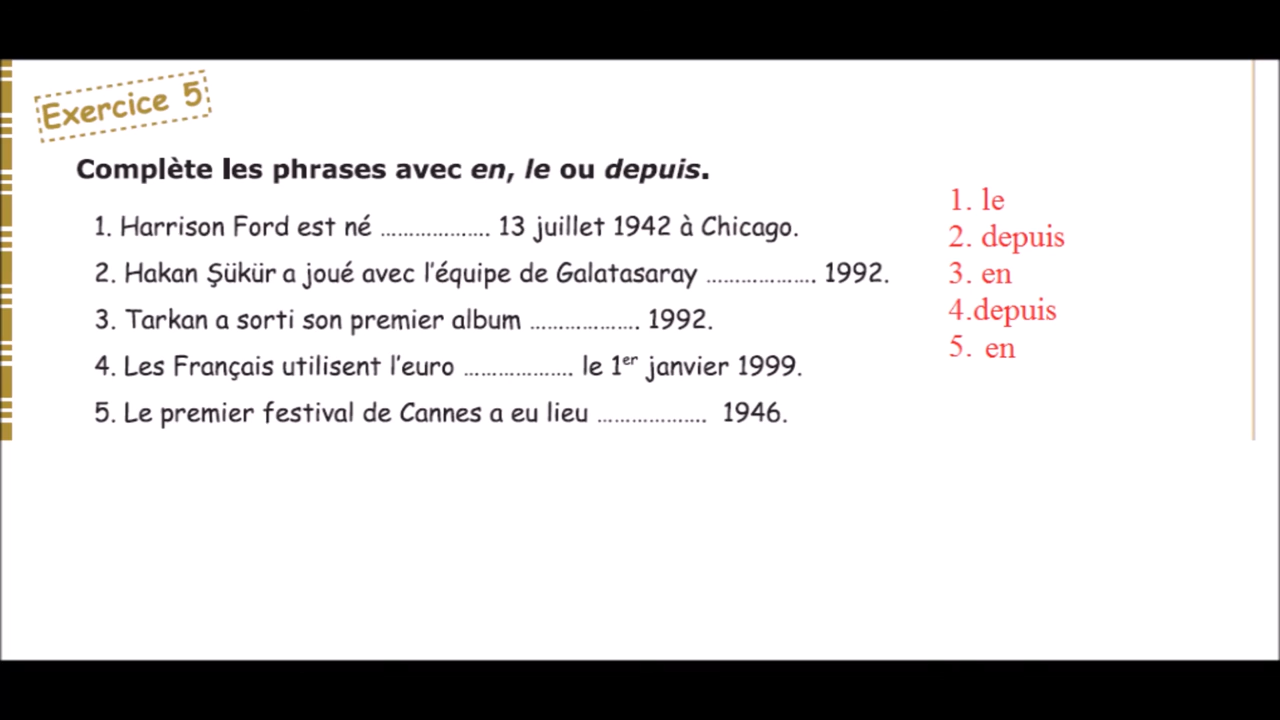 Exercice 5
Complète les phrases avec en, le ou depuis.
1. Harrison Ford est né ................... 13 juillet 1942 à Chicago.
2. Hakan Şükür a joué avec l'équipe de Galatasaray ................... 1992.
3. Tarkan a sorti son premier album ................... 1992.
4. Les Français utilisent l'euro ................... le 1er janvier 1999.
5. Le premier festival de Cannes a eu lieu ................... 1946.
1. le
2. depuis
3. en
4.depuis
5. en